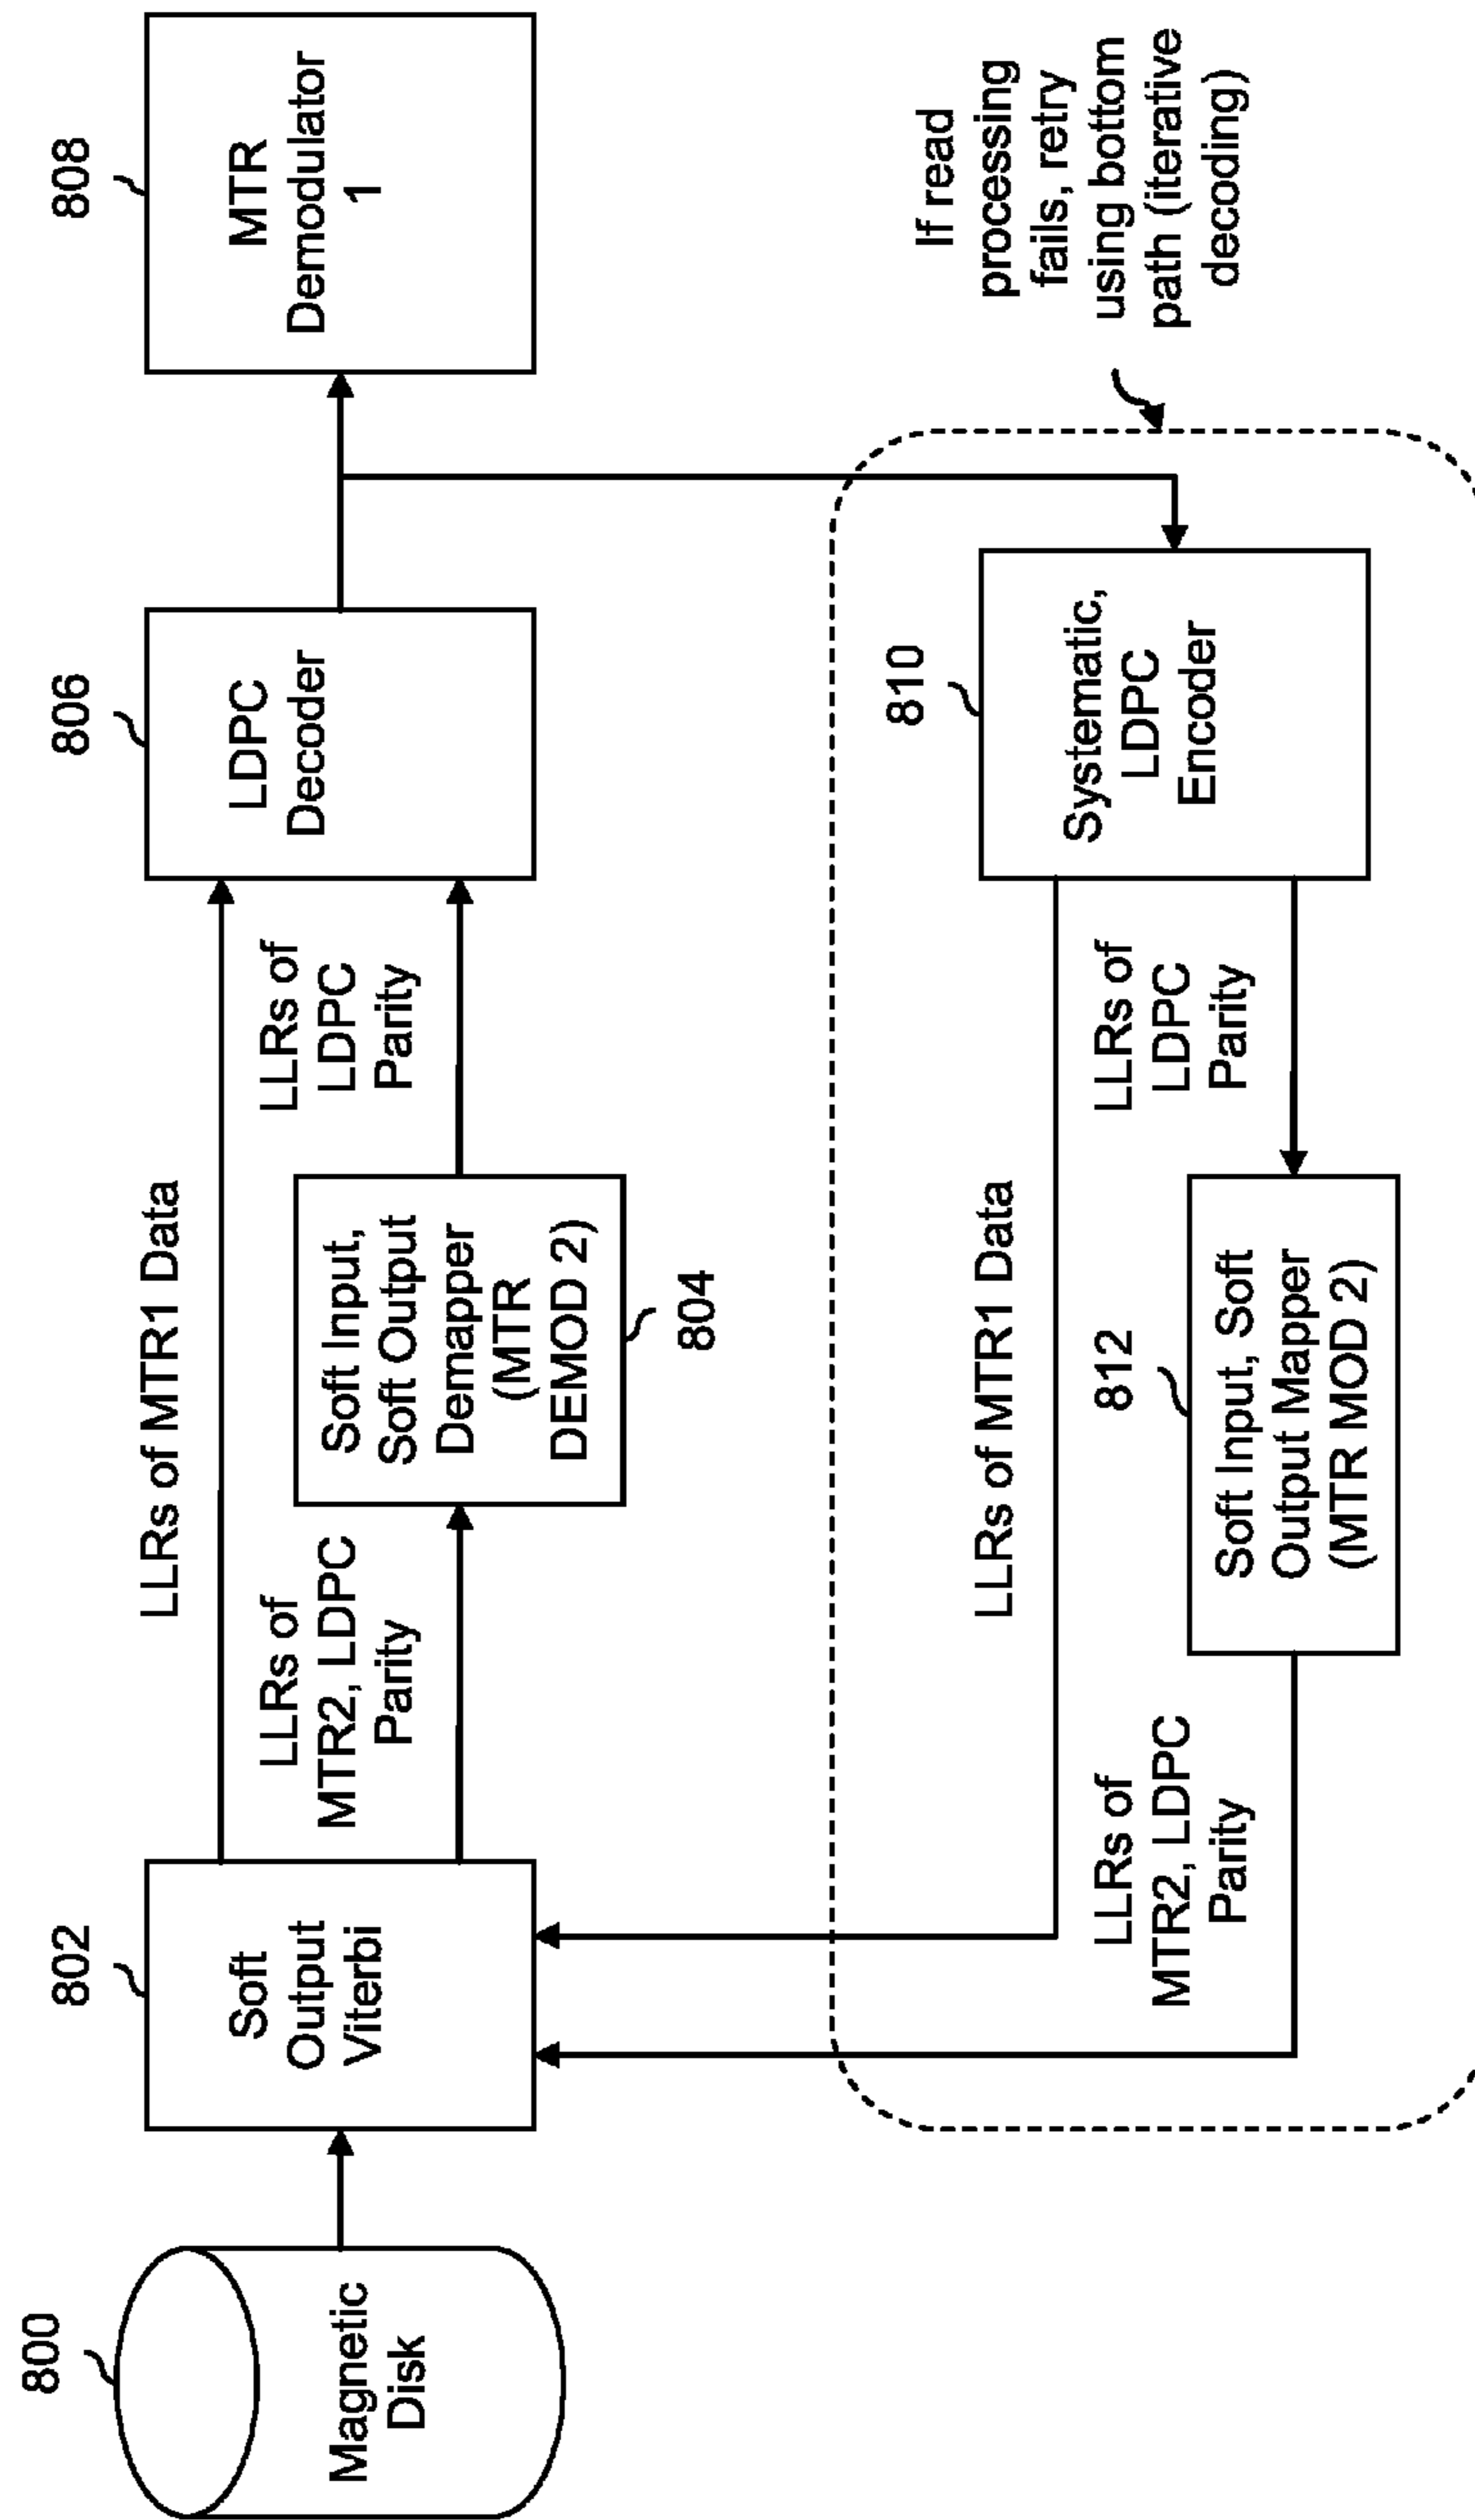 800
Magnetic
Disk
802
Soft
Output
Viterbi
LLRs of MTR1 Data
LLRs of
MTR2, LDPC
Parity
Soft Input,
Soft Output
Demapper
(MTR
DEMOD 2)
804
LLRs of
LDPC
Parity
806
LDPC
Decoder
808
MTR
Demodulator
1
If read
processing
fails, retry
using bottom
path (iterative
decoding)
810
Systematic,
LDPC
Encoder
LLRs of MTR1 Data
LLRs of
LDPC
Parity
812
Soft Input, Soft
Output Mapper
(MTR MOD 2)
LLRs of
MTR2, LDPC
Parity